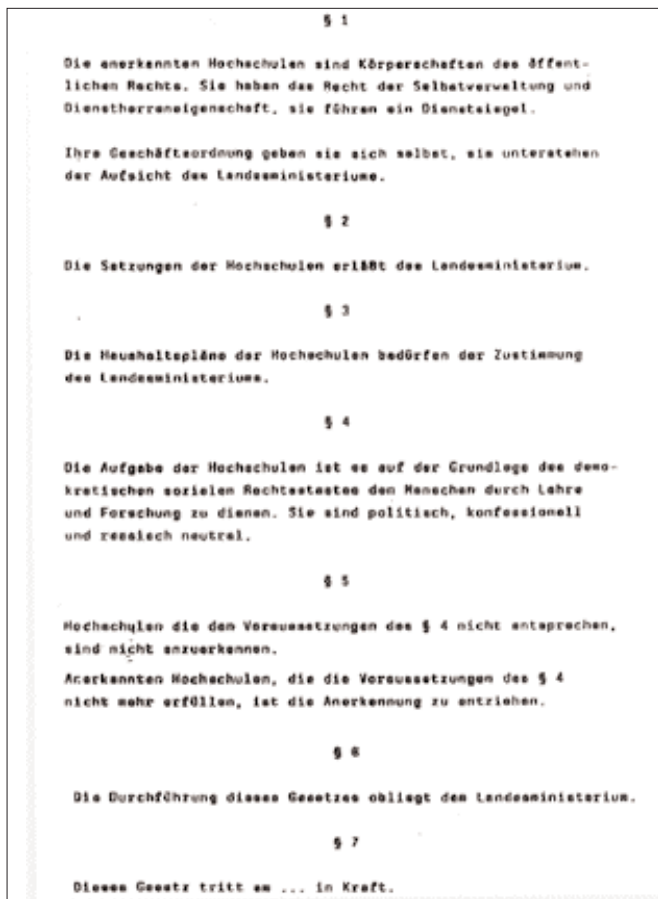 § 1
Die anerkannten Hochschulen sind Körperschaften des öffent-
lichen Rechts. Sie haben das Recht der Selbstverwaltung und
Dienstherreneigenschaft, sie führen ein Dienstsiegel.
Ihre Geschäftsordnung geben sie sich selbst, sie unterstehen
der Aufsicht des Landesministeriums.
§ 2
Die Satzungen der Hochschulen erläßt das Landesministerium.
§ 3
Die Haushaltspläne der Hochschulen bedürfen der Zustimmung
des Landesministeriums.
§ 4
Die Aufgabe der Hochschulen ist es auf der Grundlage des demo-
kratischen sozialen Rechtsstaates den Menschen durch Lehre
und Forschung zu dienen. Sie sind politisch, konfessionell
und rassisch neutral.
§ 5
Hochschulen die den Voraussetzungen des § 4 nicht entsprechen,
sind nicht anzuerkennen.
Anerkannten Hochschulen, die die Voraussetzungen des § 4
nicht mehr erfüllen, ist die Anerkennung zu entziehen.
§ 6
Die Durchführung dieses Gesetzes obliegt dem Landesministerium.
§ 7
Dieses Gesetz tritt am ... in Kraft.